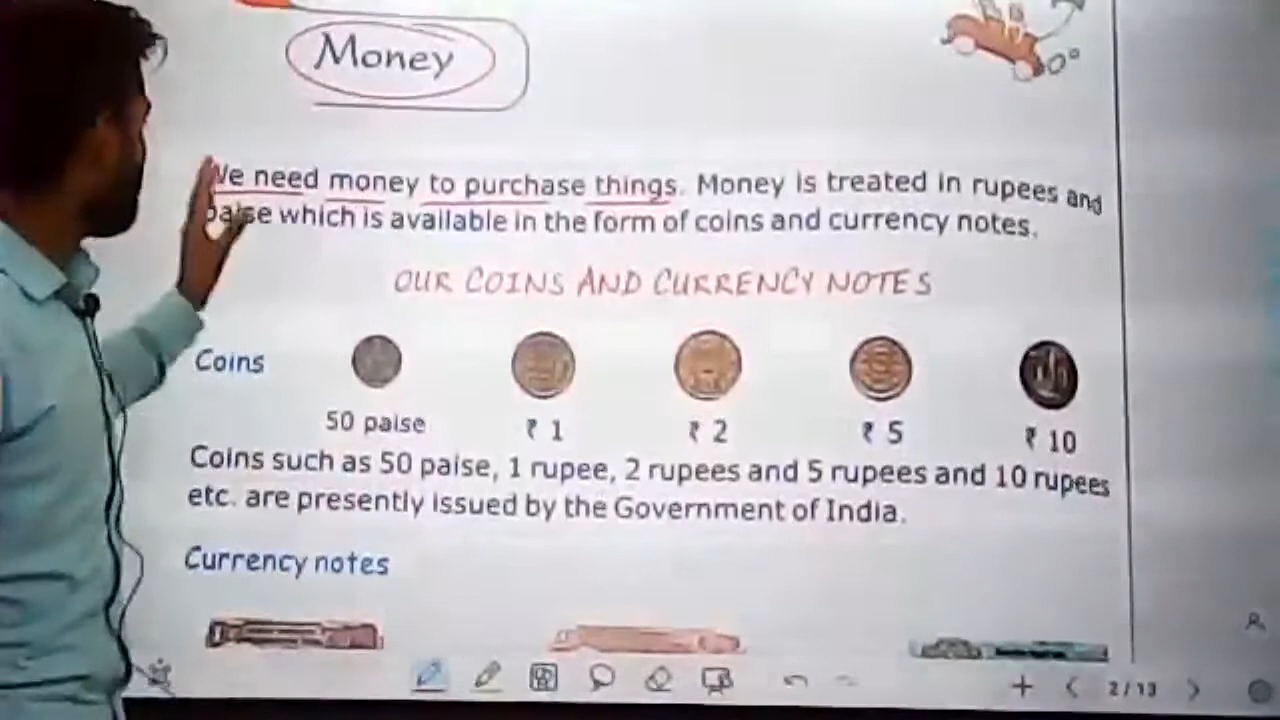 Money
We need money to purchase things. Money is treated in rupees and
paise which is available in the form of coins and currency notes.
OUR COINS AND CURRENCY NOTES
Coins
50 paise ₹ 1 ₹ 2 ₹ 5 ₹ 10
Coins such as 50 paise, 1 rupee, 2 rupees and 5 rupees and 10 rupees
etc. are presently issued by the Government of India.
Currency notes
2/13